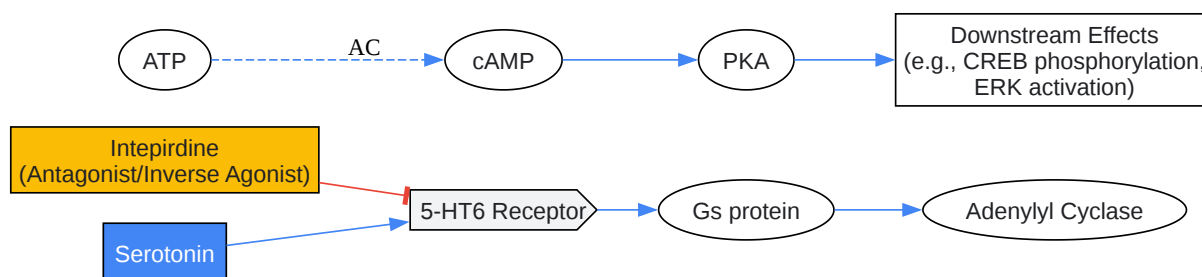 ATP
AC
cAMP
PKA
Downstream Effects
(e.g., CREB phosphorylation,
ERK activation)
Intepirdine
(Antagonist/Inverse Agonist)
5-HT6 Receptor
Gs protein
Adenylyl Cyclase
Serotonin